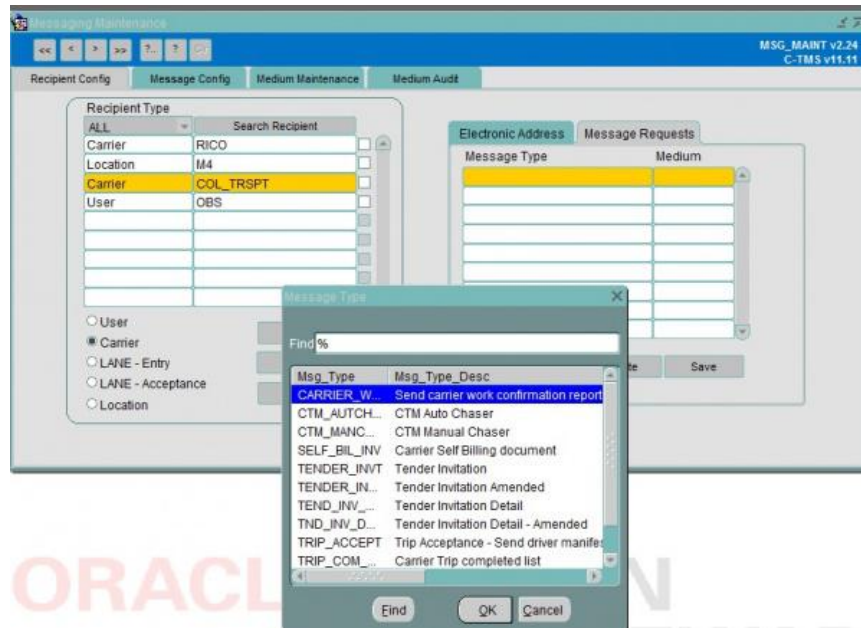 Messaging Maintenance
<< < > >> ?.. ?
MSG_MAINT v2.24
C-TMS v11.11
Recipient Config Message Config Medium Maintenance Medium Audit
Recipient Type
ALL Search Recipient
Carrier RICO
Location M4
Carrier COL_TRSPT
User OBS
User
Carrier
LANE - Entry
LANE - Acceptance
Location
Electronic Address Message Requests
Message Type Medium
te Save
Message Type
Find %
Msg_Type Msg_Type_Desc
CARRIER_W... Send carrier work confirmation report
CTM_AUTCH... CTM Auto Chaser
CTM_MANC... CTM Manual Chaser
SELF_BIL_INV Carrier Self Billing document
TENDER_INVT Tender Invitation
TENDER_IN... Tender Invitation Amended
TEND_INV_... Tender Invitation Detail
TND_INV_D... Tender Invitation Detail - Amended
TRIP_ACCEPT Trip Acceptance - Send driver manifes
TRIP_COM_... Carrier Trip completed list
Find OK Cancel
ORACL N